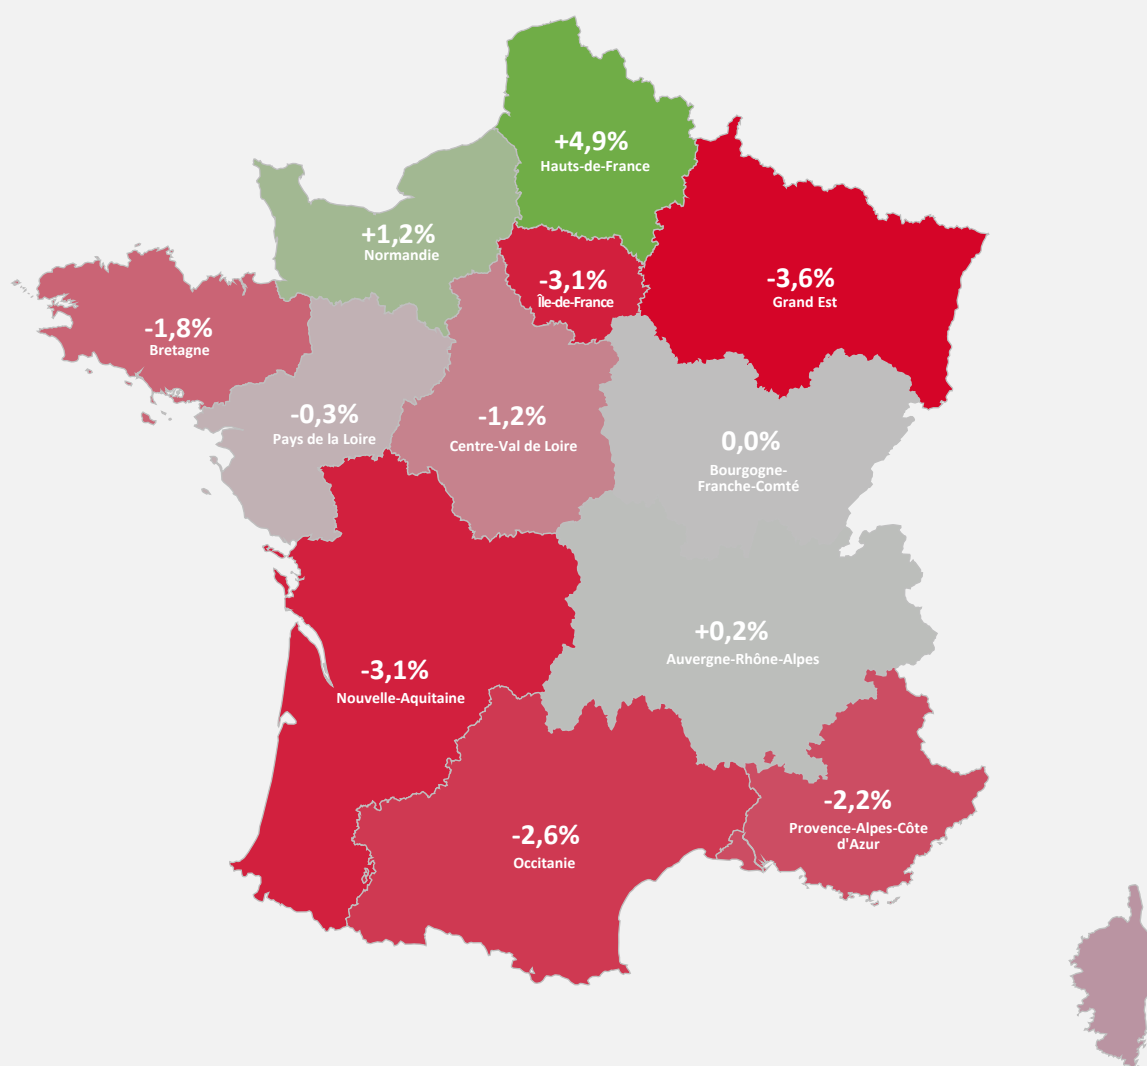 +4,9%
Hauts-de-France
+1,2%
Normandie
-3,1%
Île-de-France
-3,6%
Grand Est
-1,8%
Bretagne
-0,3%
Pays de la Loire
-1,2%
Centre-Val de Loire
0,0%
Bourgogne-
Franche-Comté
+0,2%
Auvergne-Rhône-Alpes
-3,1%
Nouvelle-Aquitaine
-2,6%
Occitanie
-2,2%
Provence-Alpes-Côte
d'Azur